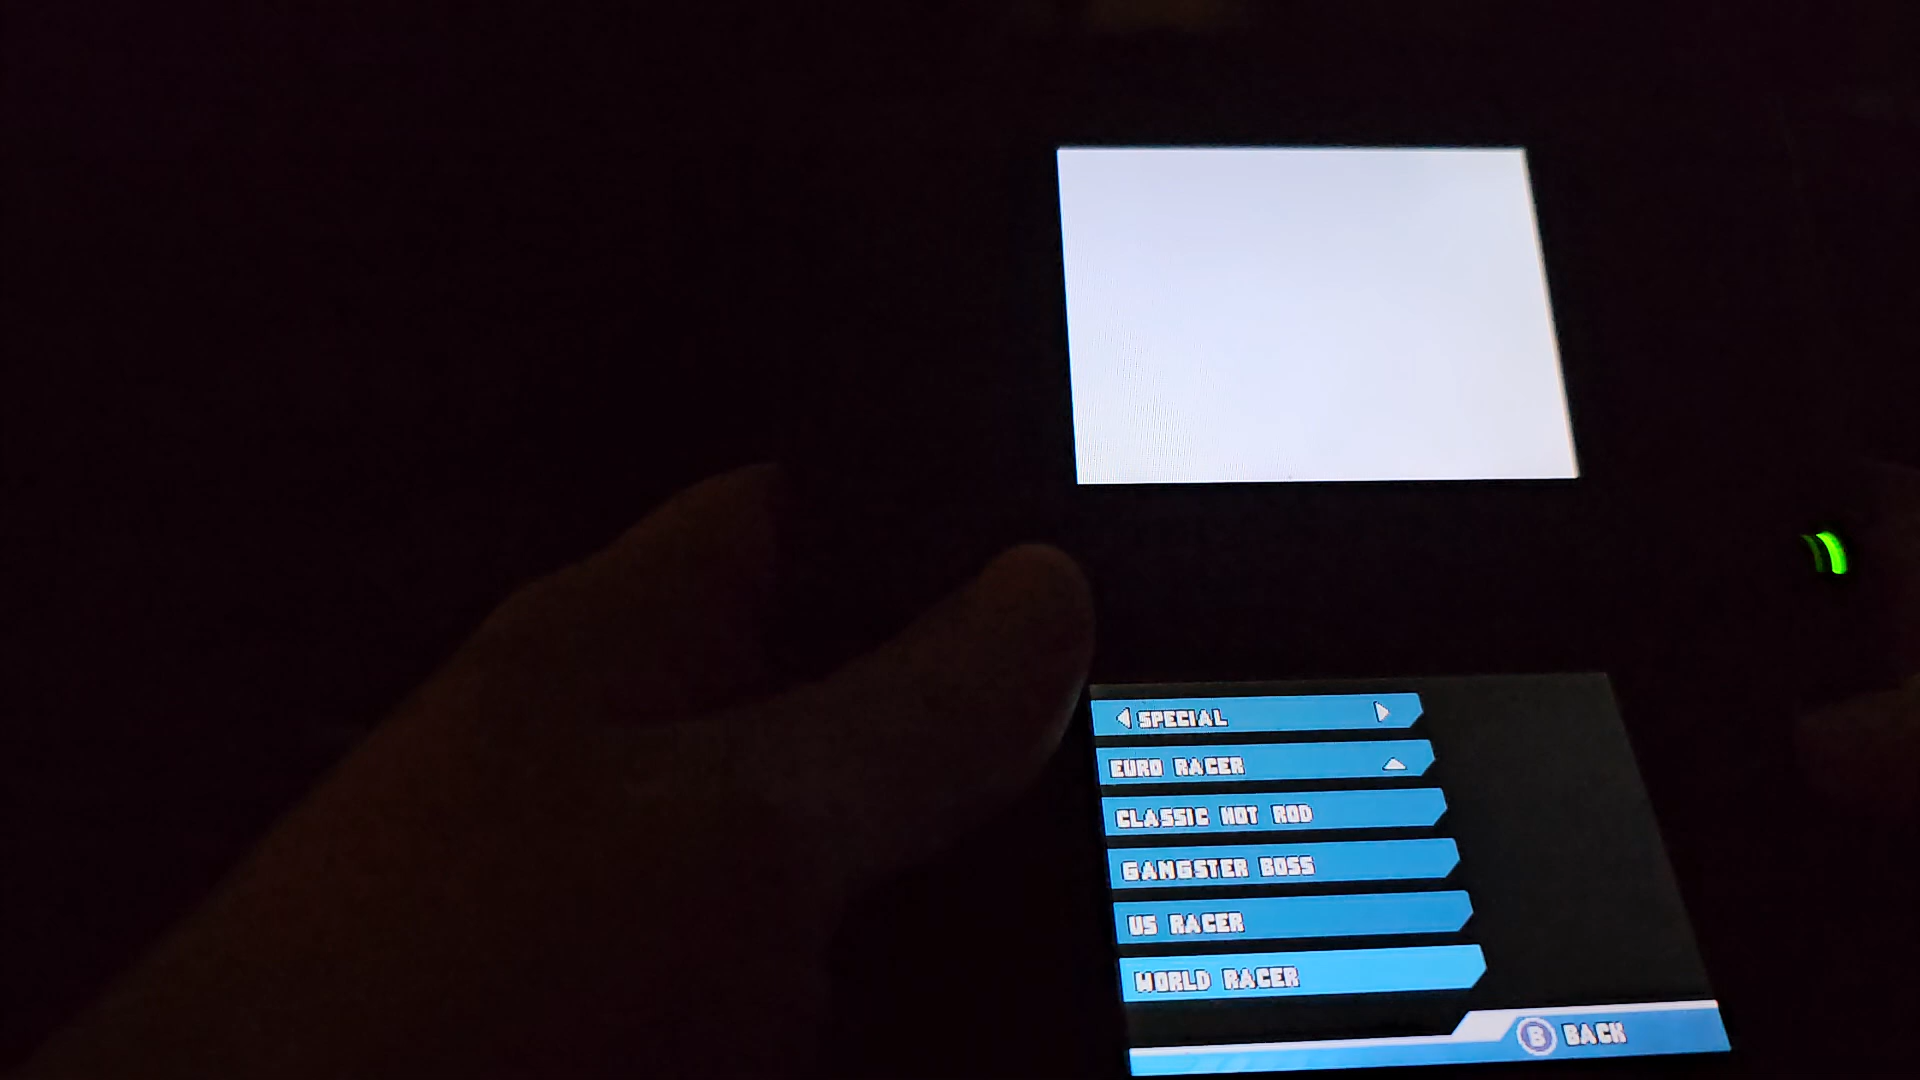 SPECIAL
EURO RACER
CLASSIC HOT ROD
GANGSTER BOSS
US RACER
WORLD RACER
B BACK